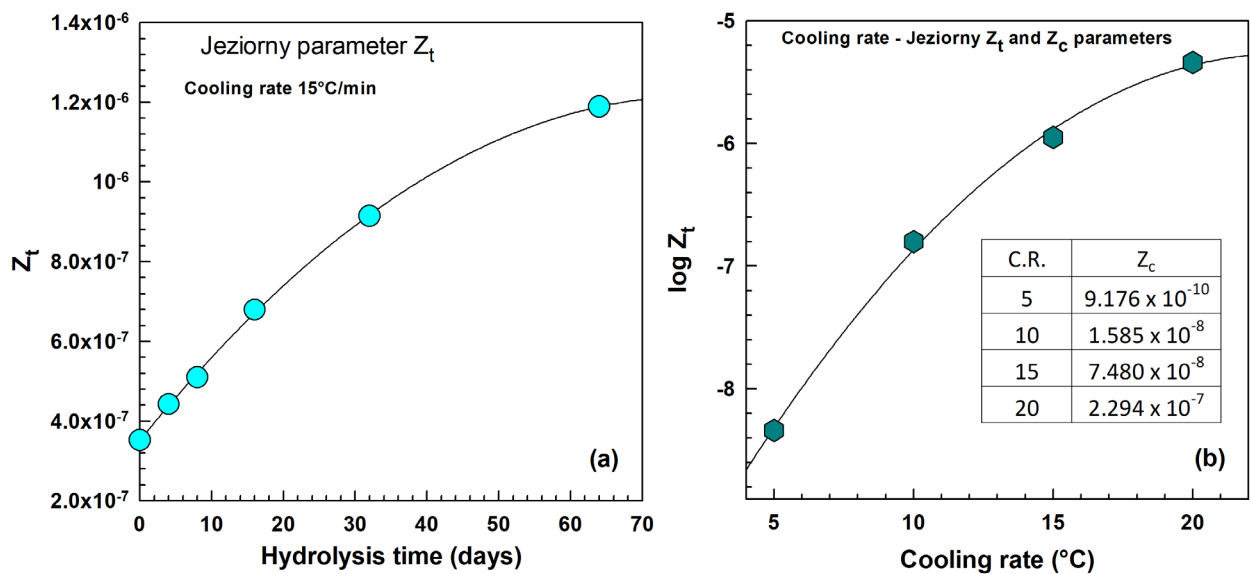 Jeziorny parameter Zt
Cooling rate 15°C/min
1.4x10-6
1.2x10-6
10-6
8.0x10-7
6.0x10-7
4.0x10-7
2.0x10-7
Zt
0 10 20 30 40 50 60 70
Hydrolysis time (days)
(a)
Cooling rate - Jeziorny Zt and Zc parameters
-5
-6
-7
-8
log Zt
C.R. Zc
5 9.176 x 10-10
10 1.585 x 10-8
15 7.480 x 10-8
20 2.294 x 10-7
(b)
5 10 15 20
Cooling rate (°C)